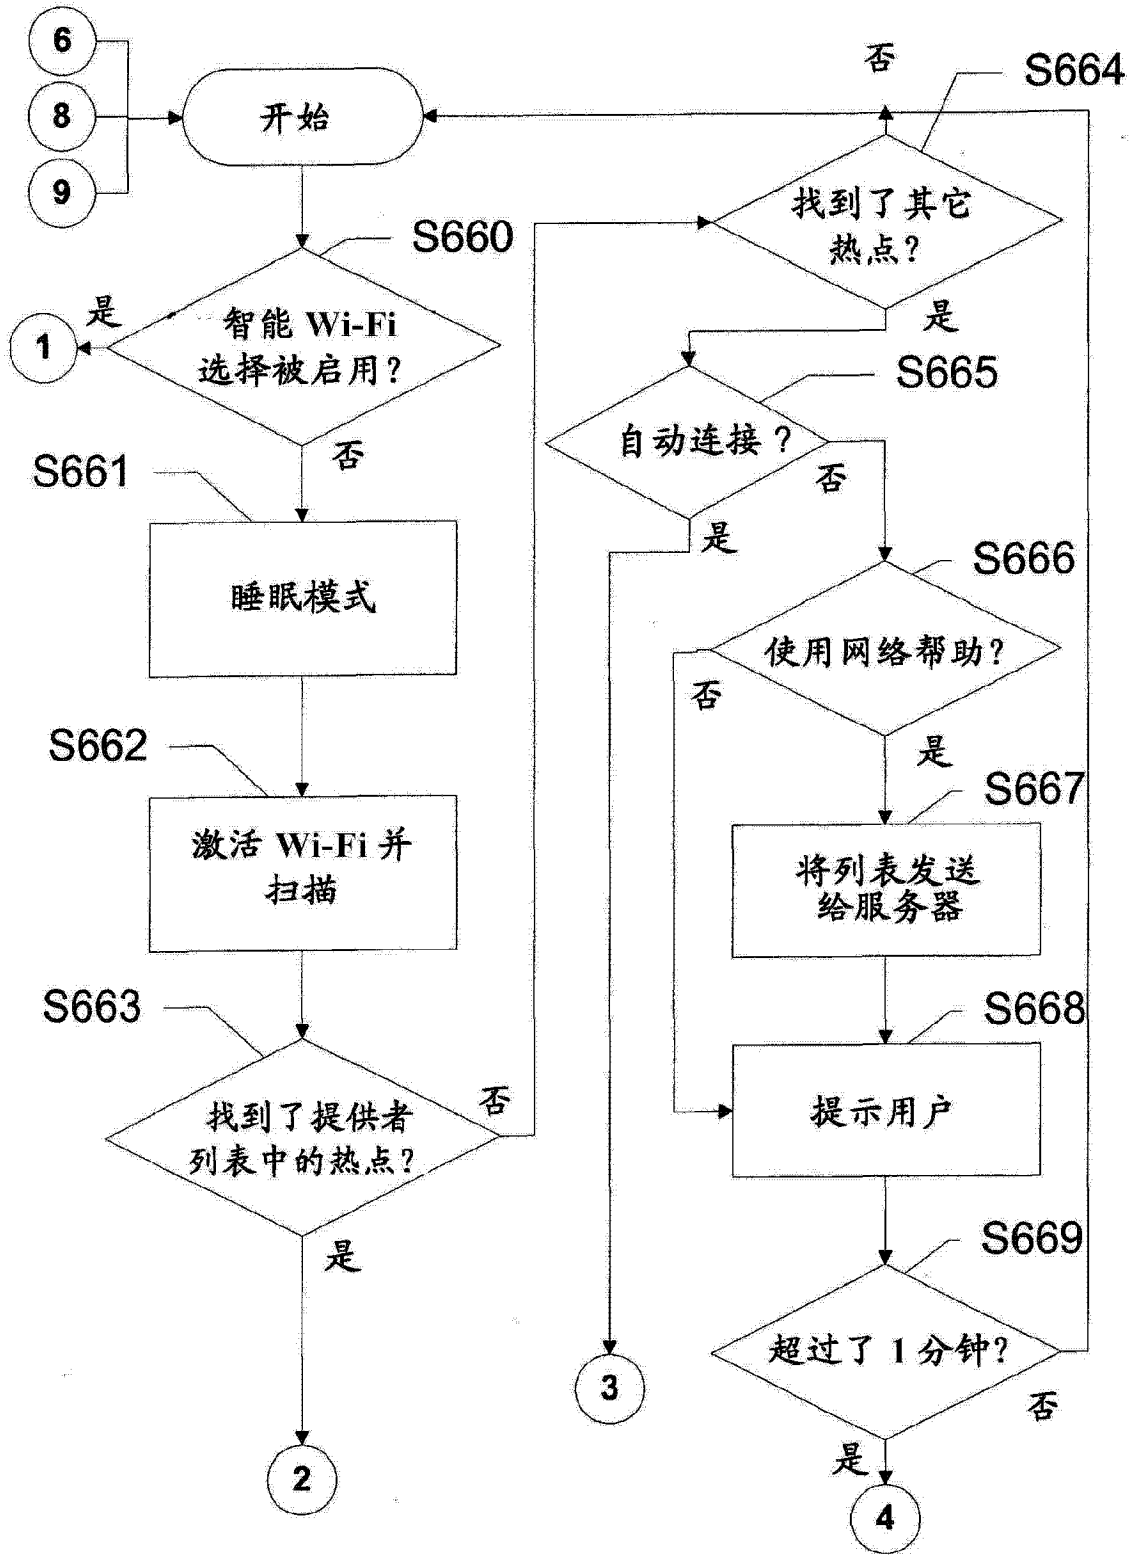 6
8
9
开始
否
S664
找到了其它
热点?
是
S660
是
1
智能 Wi-Fi
选择被启用?
否
S661
睡眠模式
S662
激活 Wi-Fi 并
扫描
S663
找到了提供者
列表中的热点?
否
是
2
S665
自动连接?
否
是
3
S666
使用网络帮助?
否
是
S667
将列表发送
给服务器
S668
提示用户
S669
超过了 1 分钟?
否
是
4